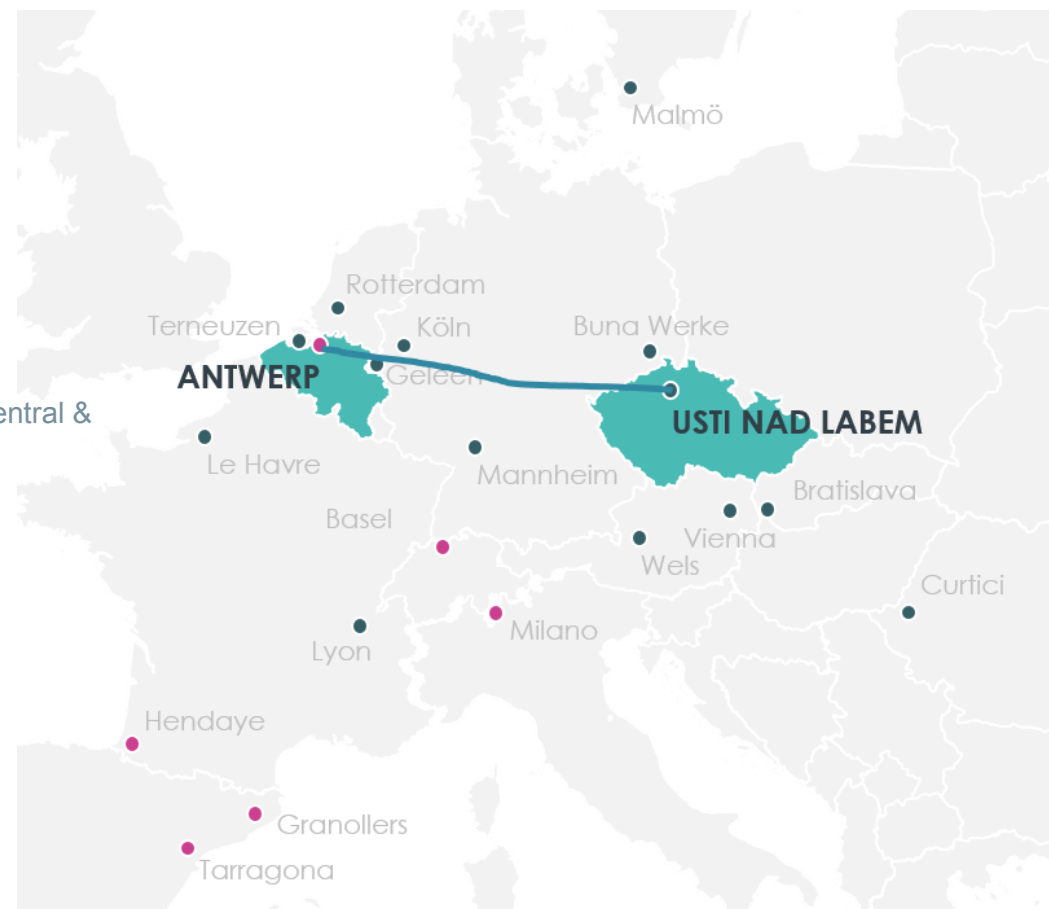 Malmö
Rotterdam
Terneuzen
Köln
Buna Werke
ANTWERP
Geleen
entral &
USTI NAD LABEM
Le Havre
Mannheim
Bratislava
Basel
Vienna
Wels
Curtici
Milano
Lyon
Hendaye
Granollers
Tarragona